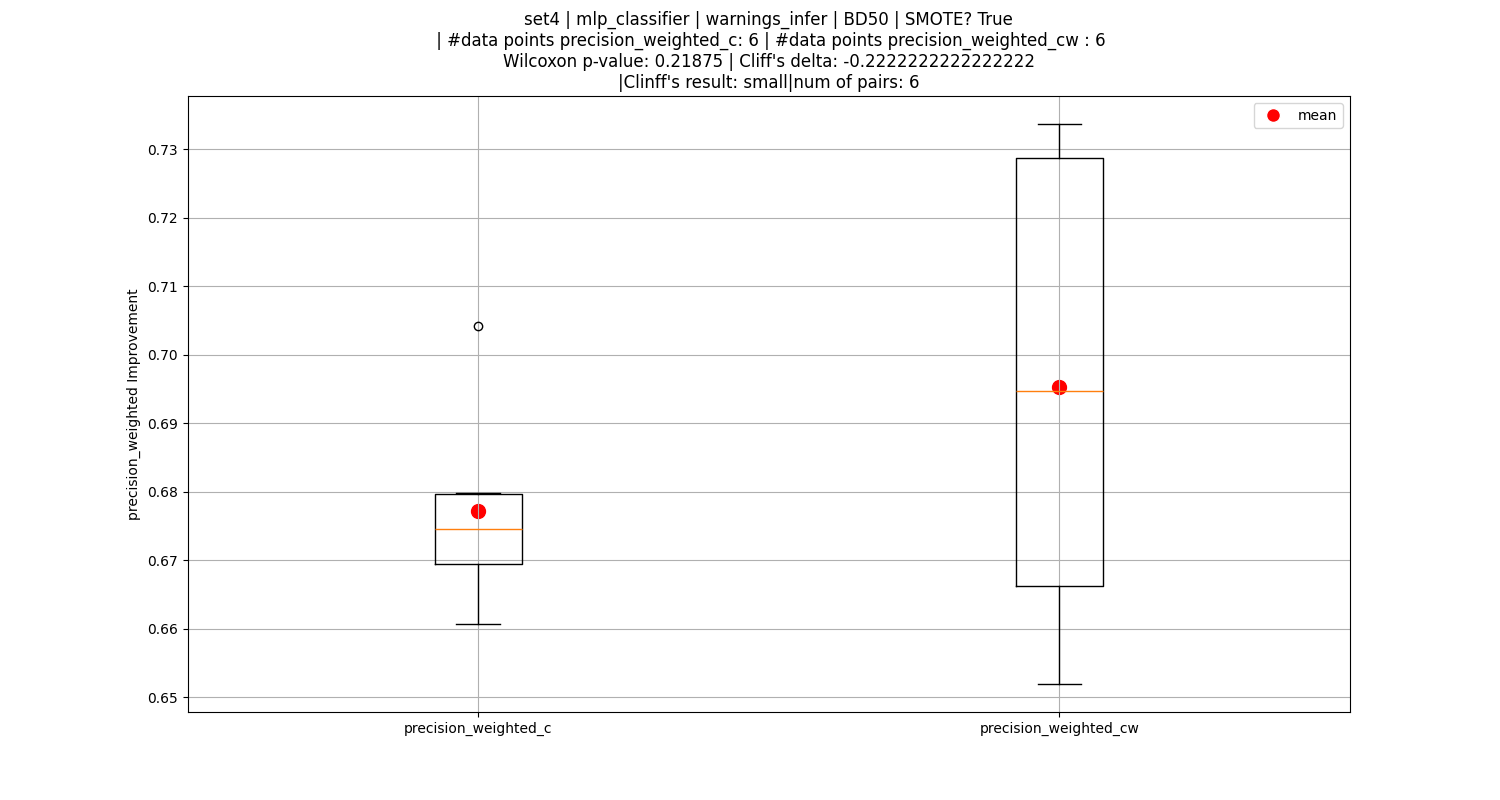 set4 | mlp_classifier | warnings_infer | BD50 | SMOTE? True
| #data points precision_weighted_c: 6 | #data points precision_weighted_cw : 6
Wilcoxon p-value: 0.21875 | Cliff's delta: -0.2222222222222222
|Clinff's result: small|num of pairs: 6
mean
0.73
0.72
0.71
0.70
0.69
0.68
0.67
0.66
0.65
precision_weighted Improvement
precision_weighted_c
precision_weighted_cw